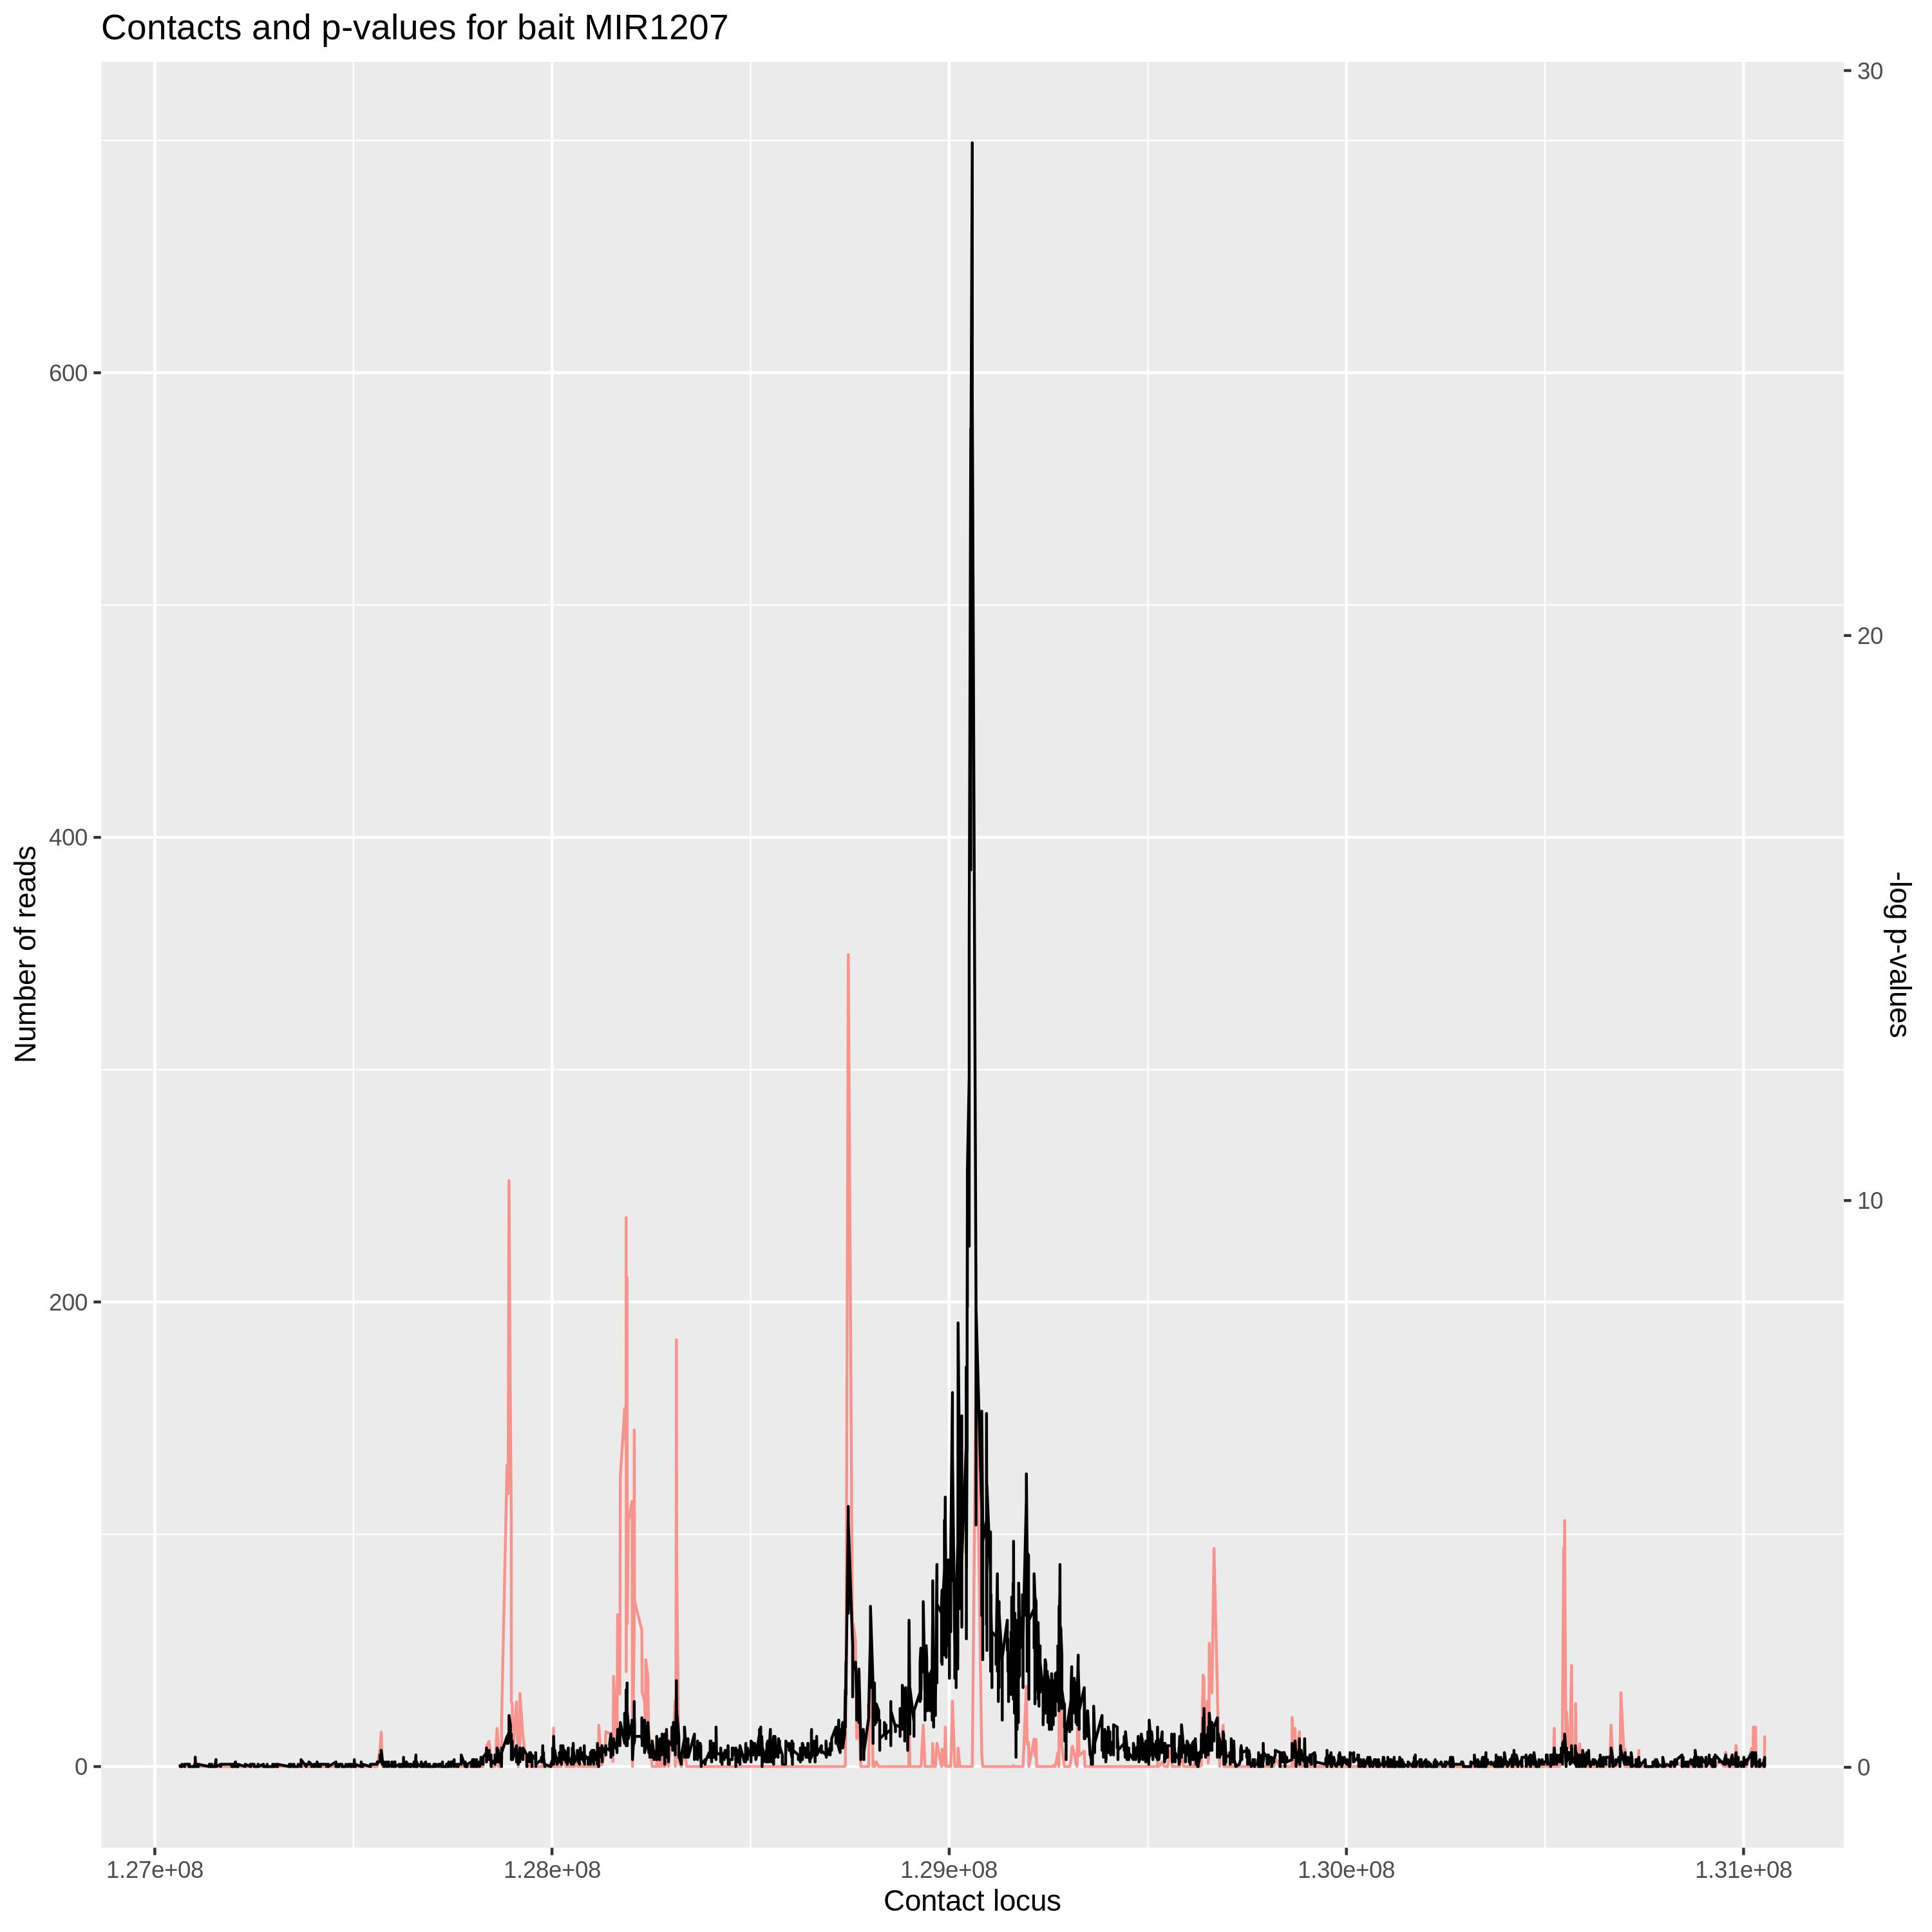 Contacts and p-values for bait MIR1207
30
600
20
400
Number of reads
-log p-values
10
200
0
0
1.27e+08 1.28e+08 1.29e+08 1.30e+08 1.31e+08
Contact locus